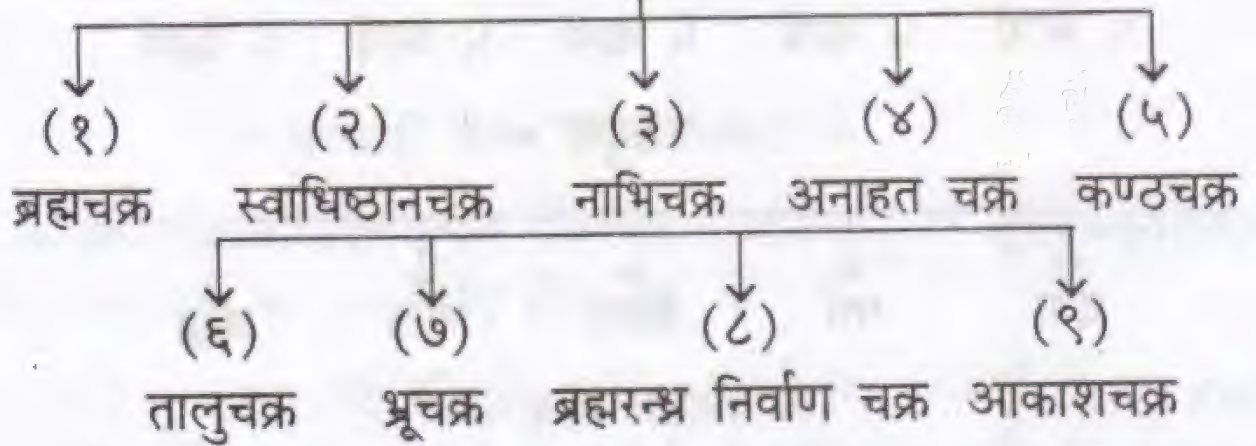 (१) (२) (३) (४) (५)
ब्रह्मचक्र स्वाधिष्ठानचक्र नाभिचक्र अनाहत चक्र कण्ठचक्र
(६) (७) (८) (९)
तालुचक्र भ्रूचक्र ब्रह्मरन्ध्र निर्वाण चक्र आकाशचक्र